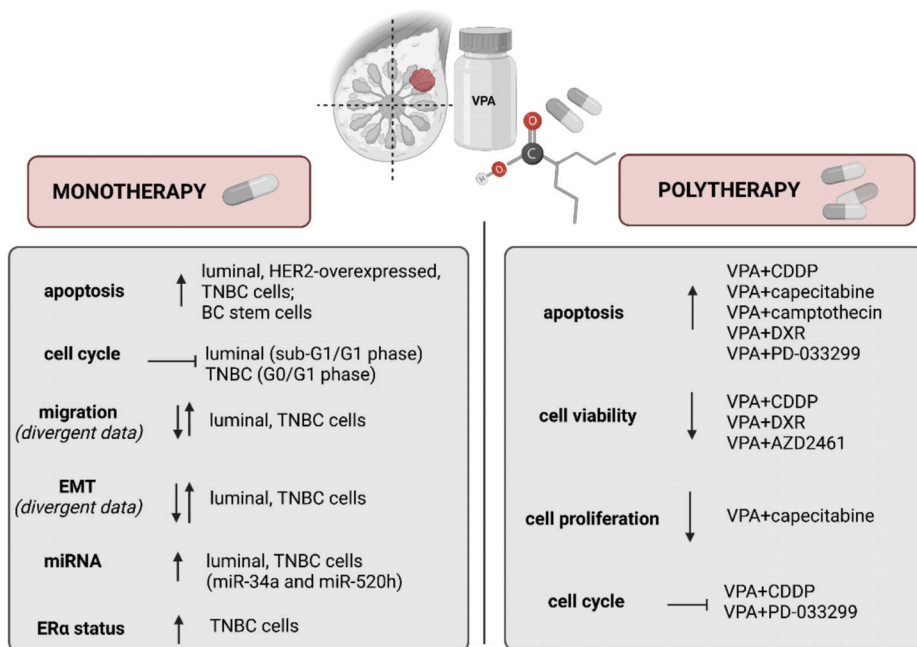 VPA
O
C
H
O
MONOTHERAPY
POLYTHERAPY
apoptosis
luminal, HER2-overexpressed,
TNBC cells;
BC stem cells
cell cycle
luminal (sub-G1/G1 phase)
TNBC (G0/G1 phase)
migration
(divergent data)
luminal, TNBC cells
EMT
(divergent data)
luminal, TNBC cells
miRNA
luminal, TNBC cells
(miR-34a and miR-520h)
ERα status
TNBC cells
apoptosis
VPA+CDDP
VPA+capecitabine
VPA+camptothecin
VPA+DXR
VPA+PD-033299
cell viability
VPA+CDDP
VPA+DXR
VPA+AZD2461
cell proliferation
VPA+capecitabine
cell cycle
VPA+CDDP
VPA+PD-033299